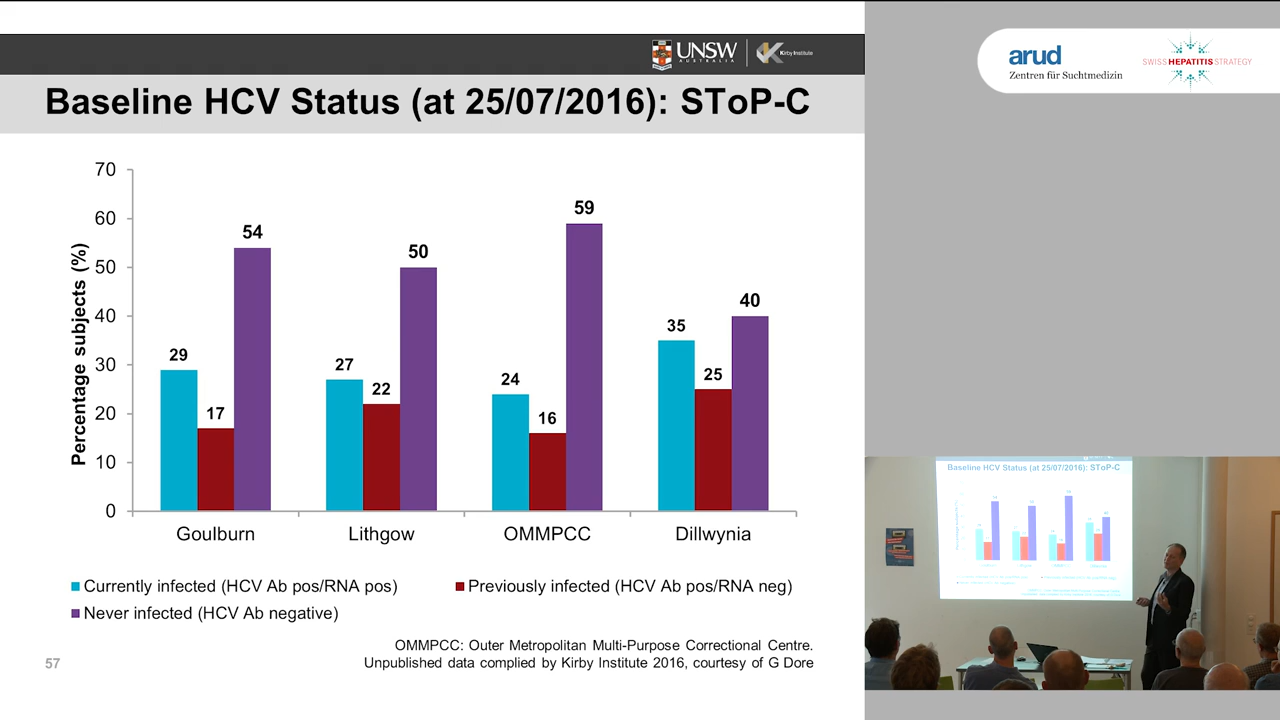 UNSW
AUSTRALIA
Kirby Institute
arud
Zentren für Suchtmedizin
SWISS HEPATITIS STRATEGY
Baseline HCV Status (at 25/07/2016): SToP-C
Percentage subjects (%)
70
60
50
40
30
20
10
0
29
17
54
27
22
50
24
16
59
35
25
40
Goulburn
Lithgow
OMMPCC
Dillwynia
Currently infected (HCV Ab pos/RNA pos)
Previously infected (HCV Ab pos/RNA neg)
Never infected (HCV Ab negative)
OMMPCC: Outer Metropolitan Multi-Purpose Correctional Centre.
Unpublished data complied by Kirby Institute 2016, courtesy of G Dore
57
Baseline HCV Status (at 25/07/2016): SToP-C